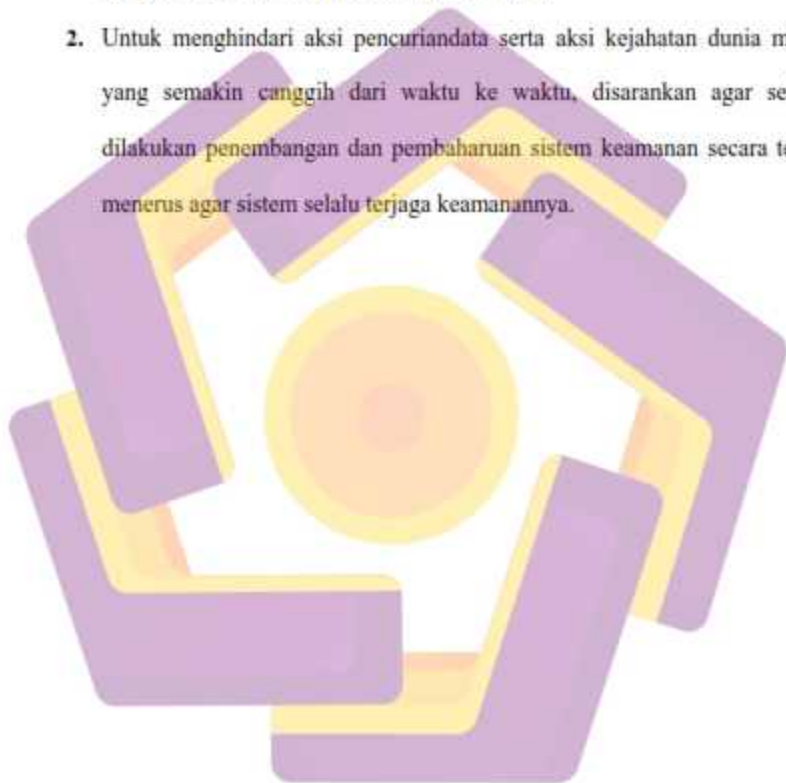 2. Untuk menghindari aksi pencuriandata serta aksi kejahatan dunia
yang semakin canggih dari waktu ke waktu, disarankan agar
dilakukan penembangan dan pembaharuan sistem keamanan secara
menerus agar sistem selalu terjaga keamanannya.